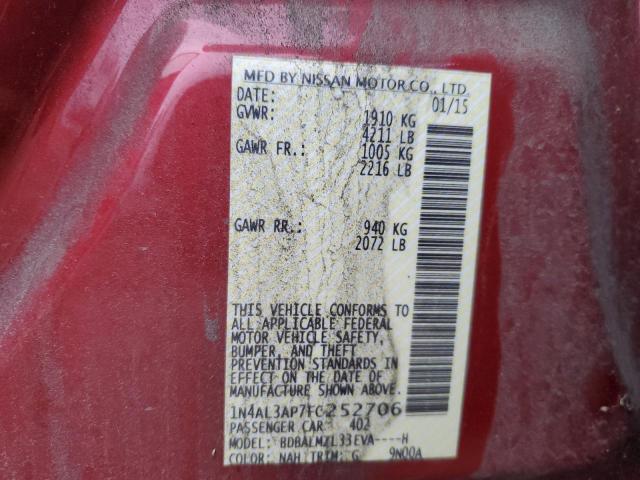 MFD BY NISSAN MOTOR CO., LTD.
DATE: 01/15
GVWR: 1910 KG
4211 LB
GAWR FR.: 1005 KG
2216 LB
GAWR RR.: 940 KG
2072 LB
THIS VEHICLE CONFORMS TO
ALL APPLICABLE FEDERAL
MOTOR VEHICLE SAFETY,
BUMPER, AND THEFT
PREVENTION STANDARDS IN
EFFECT ON THE DATE OF
MANUFACTURE SHOWN ABOVE.
1N4AL3AP7FC252706
PASSENGER CAR 402
MODEL: BDBALMZL33EVA----H
COLOR: NAH TRIM: G 9N00A